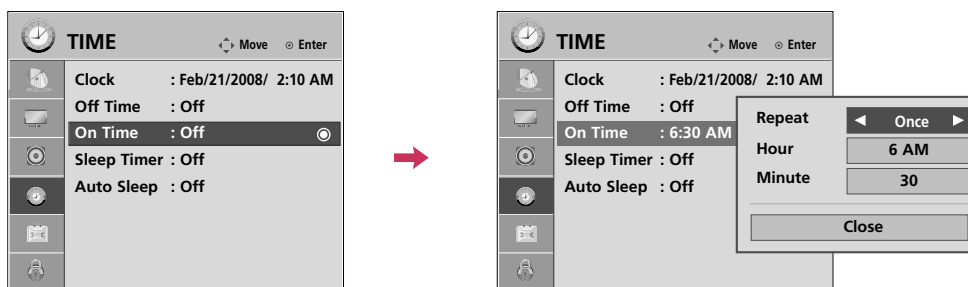 TIME Move Enter
Clock : Feb/21/2008/ 2:10 AM
Off Time : Off
On Time : Off
Sleep Timer : Off
Auto Sleep : Off
TIME Move Enter
Clock : Feb/21/2008/ 2:10 AM
Off Time : Off
On Time : 6:30 AM
Sleep Timer : Off
Auto Sleep : Off
Repeat ◀ Once ▶
Hour 6 AM
Minute 30
Close